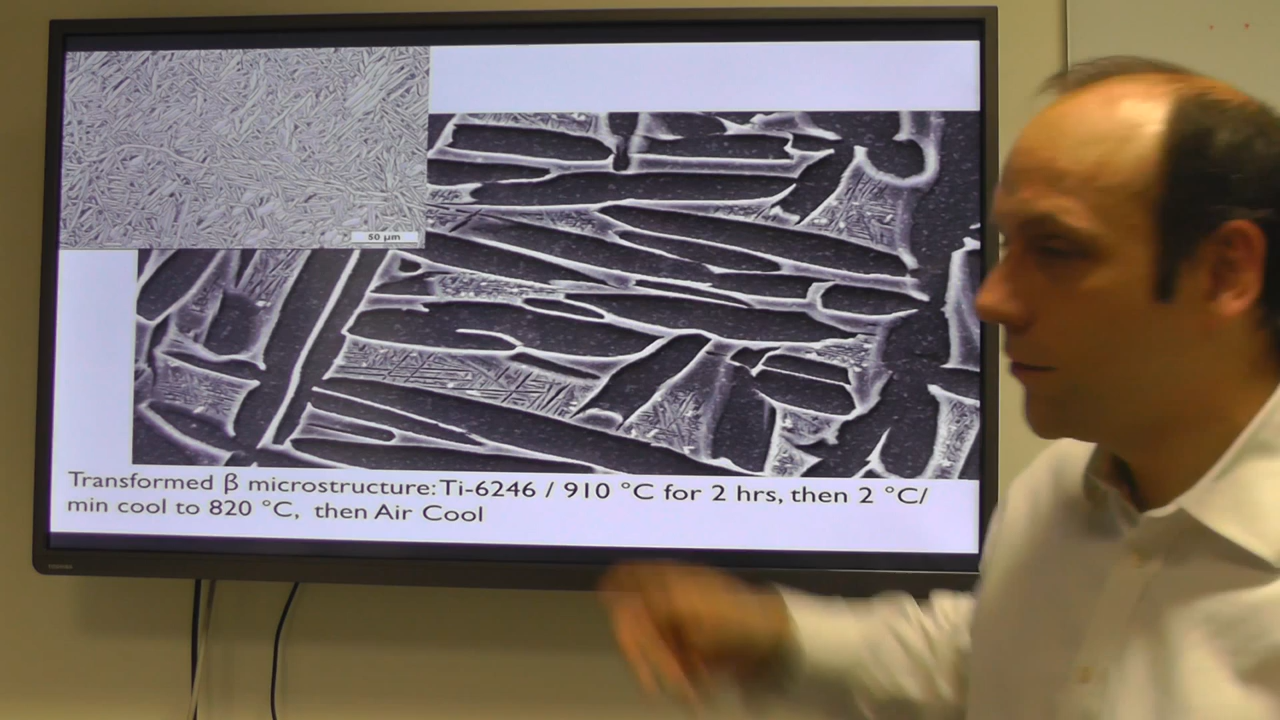 50 µm
Transformed β microstructure: Ti-6246 / 910 °C for 2 hrs, then 2 °C/
min cool to 820 °C, then Air Cool
TOSHIBA